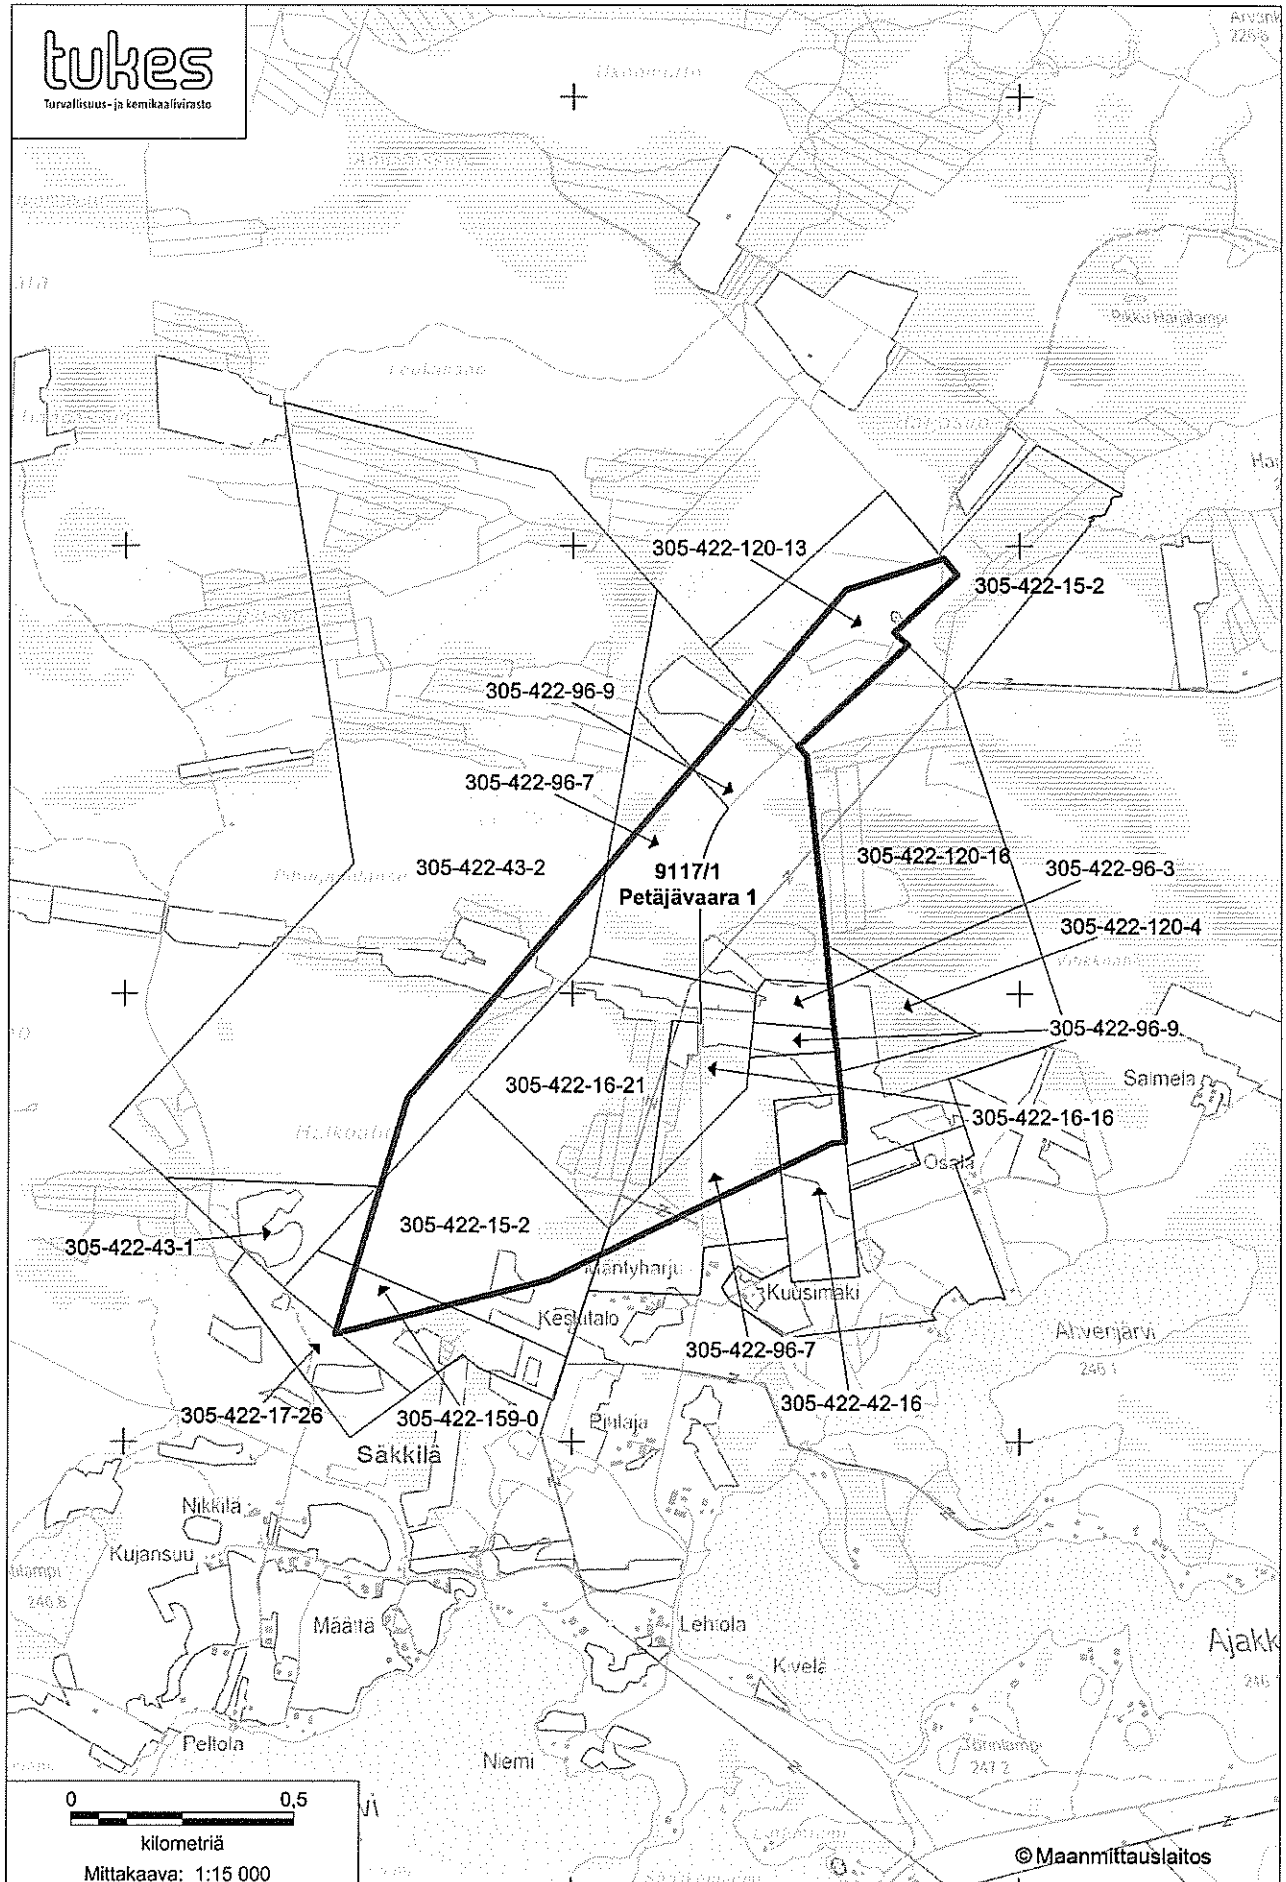 tukes
Turvallisuus- ja kemikaalivirasto
Pikku Harjalampi
305-422-120-13
305-422-15-2
305-422-96-9
305-422-96-7
305-422-43-2
9117/1
Petäjävaara 1
305-422-120-16
305-422-96-3
305-422-120-4
305-422-96-9
305-422-16-21
Salmela
305-422-16-16
Osala
305-422-15-2
305-422-43-1
Mäntyharju
Kuusimäki
Keskitalo
Ahvenjärvi
246 1
305-422-96-7
305-422-42-16
305-422-17-26
305-422-159-0
Säkkilä
Nikkilä
Kujansuu
Määttä
Lehtola
Ajakk
Kivelä
Peltola
Niemi
247 2
0 0,5
kilometriä
Mittakaava: 1:15 000
© Maanmittauslaitos